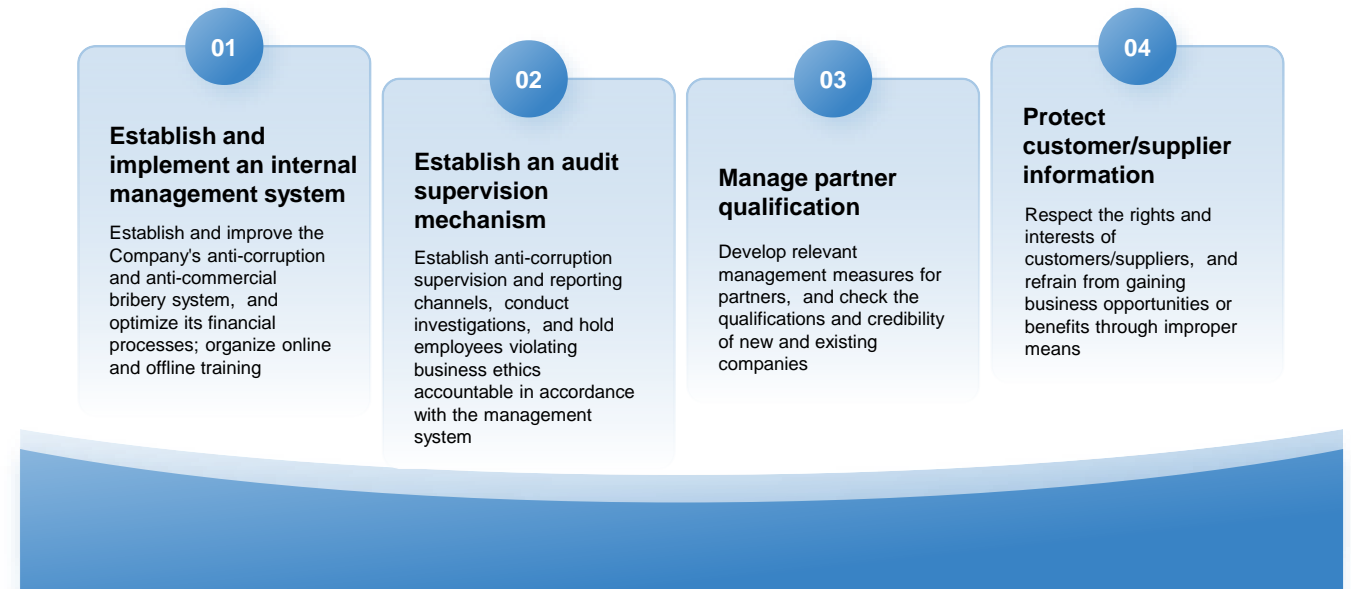 01
Establish and
implement an internal
management system
Establish and improve the
Company's anti-corruption
and anti-commercial
bribery system, and
optimize its financial
processes; organize online
and offline training
02
Establish an audit
supervision
mechanism
Establish anti-corruption
supervision and reporting
channels, conduct
investigations, and hold
employees violating
business ethics
accountable in accordance
with the management
system
03
Manage partner
qualification
Develop relevant
management measures for
partners, and check the
qualifications and credibility
of new and existing
companies
04
Protect
customer/supplier
information
Respect the rights and
interests of
customers/suppliers, and
refrain from gaining
business opportunities or
benefits through improper
means